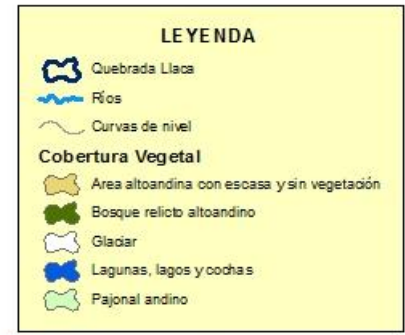 LEYENDA
Quebrada Llaca
Ríos
Curvas de nivel
Cobertura Vegetal
Area altoandina con escasa y sin vegetación
Bosque relicto altoandino
Glaciar
Lagunas, lagos y cochas
Pajonal andino